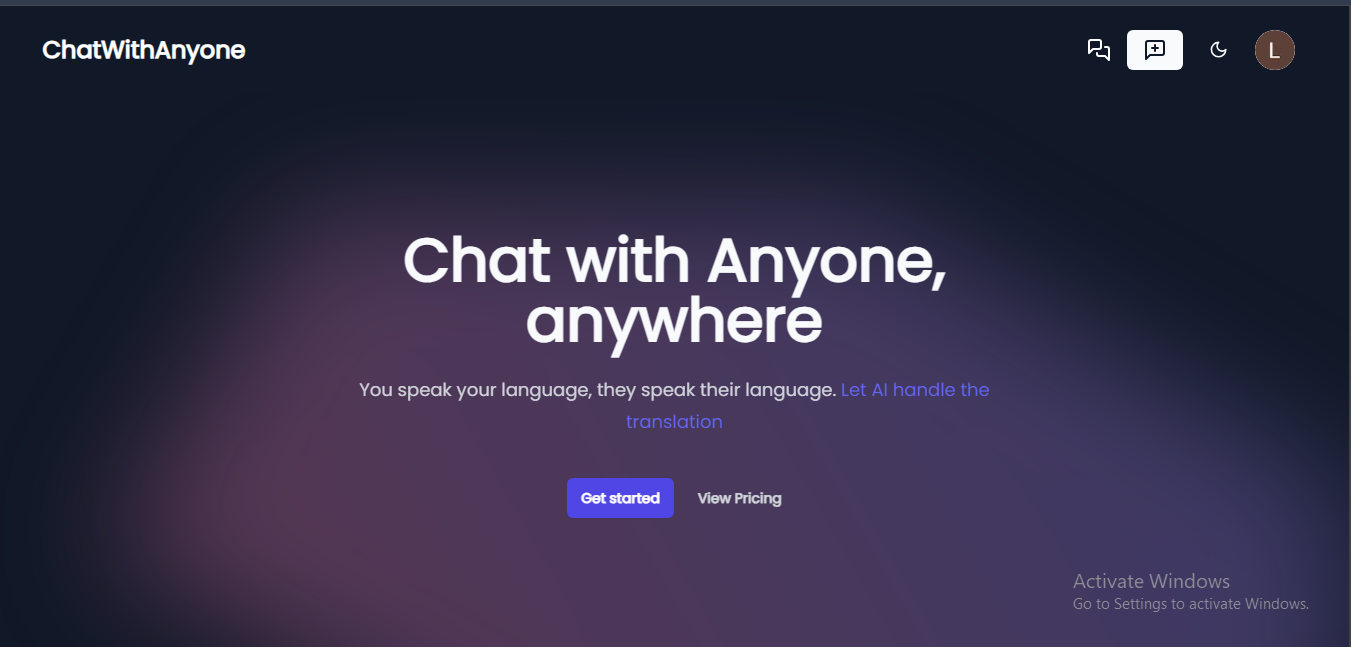 ChatWithAnyone
L
Chat with Anyone,
anywhere
You speak your language, they speak their language. Let AI handle the
translation
Get started
View Pricing
Activate Windows
Go to Settings to activate Windows.